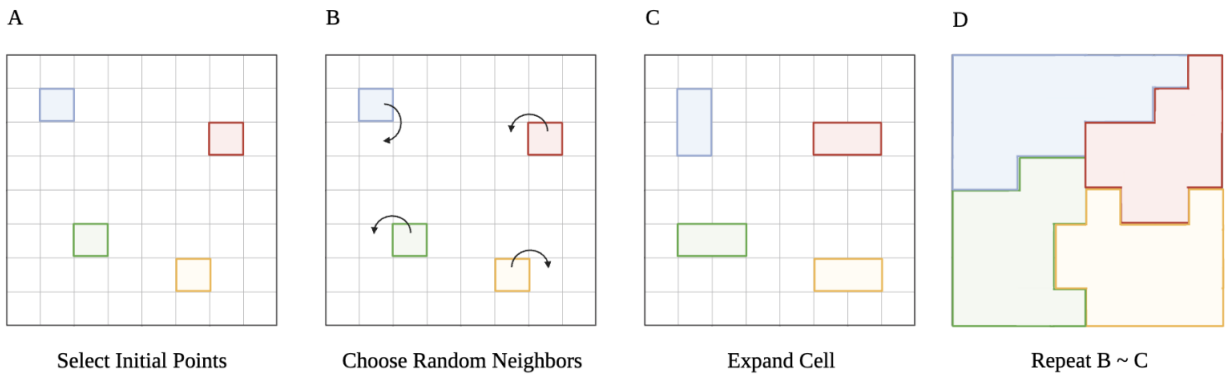 A
B
C
D
Select Initial Points
Choose Random Neighbors
Expand Cell
Repeat B ~ C